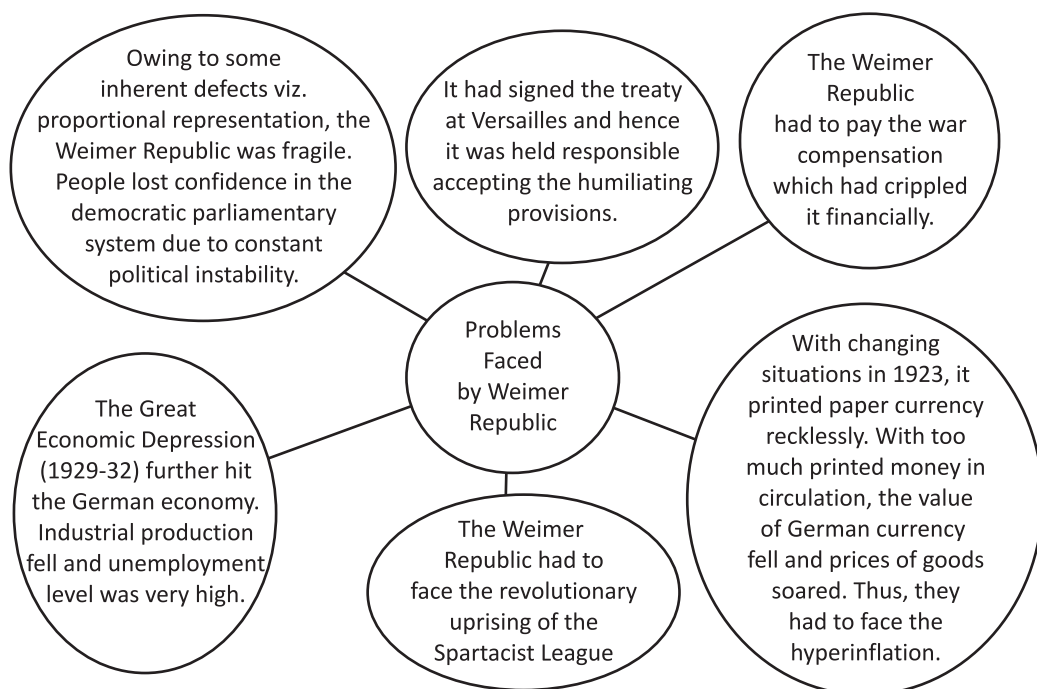 Owing to some
inherent defects viz.
proportional representation, the
Weimer Republic was fragile.
People lost confidence in the
democratic parliamentary
system due to constant
political instability.
It had signed the treaty
at Versailles and hence
it was held responsible
accepting the humiliating
provisions.
The Weimer
Republic
had to pay the war
compensation
which had crippled
it financially.
Problems
Faced
by Weimer
Republic
The Great
Economic Depression
(1929-32) further hit
the German economy.
Industrial production
fell and unemployment
level was very high.
The Weimer
Republic had to
face the revolutionary
uprising of the
Spartacist League
With changing
situations in 1923, it
printed paper currency
recklessly. With too
much printed money in
circulation, the value
of German currency
fell and prices of goods
soared. Thus, they
had to face the
hyperinflation.